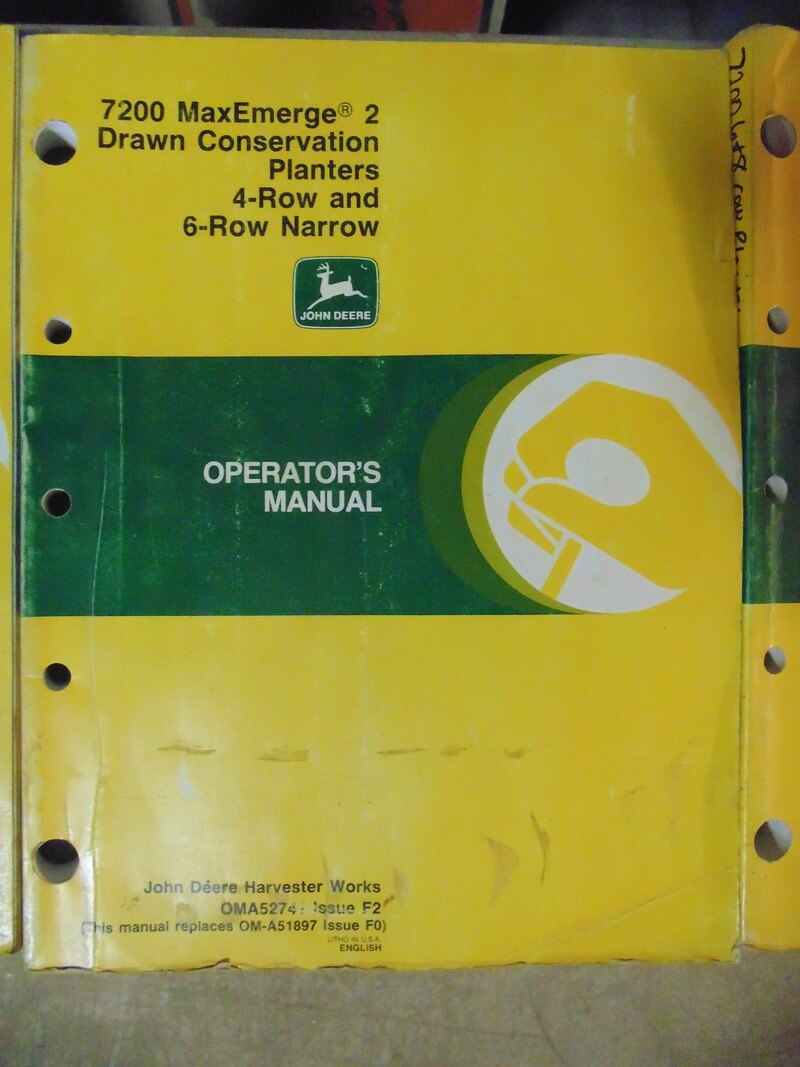 7200 MaxEmerge® 2
Drawn Conservation
Planters
4-Row and
6-Row Narrow
JOHN DEERE
OPERATOR'S
MANUAL
John Deere Harvester Works
Issue F2
(This manual replaces OM-A51897 Issue F0)
LITHO IN U.S.A.
ENGLISH
7200